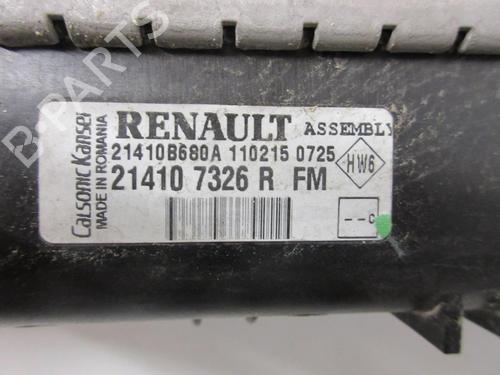 B-PARTS
RENAULT ASSEMBLY
21410B680A 110215 0725
21410 7326 R FM
HW6
--C
Calsonic Kansei
MADE IN ROMANIA